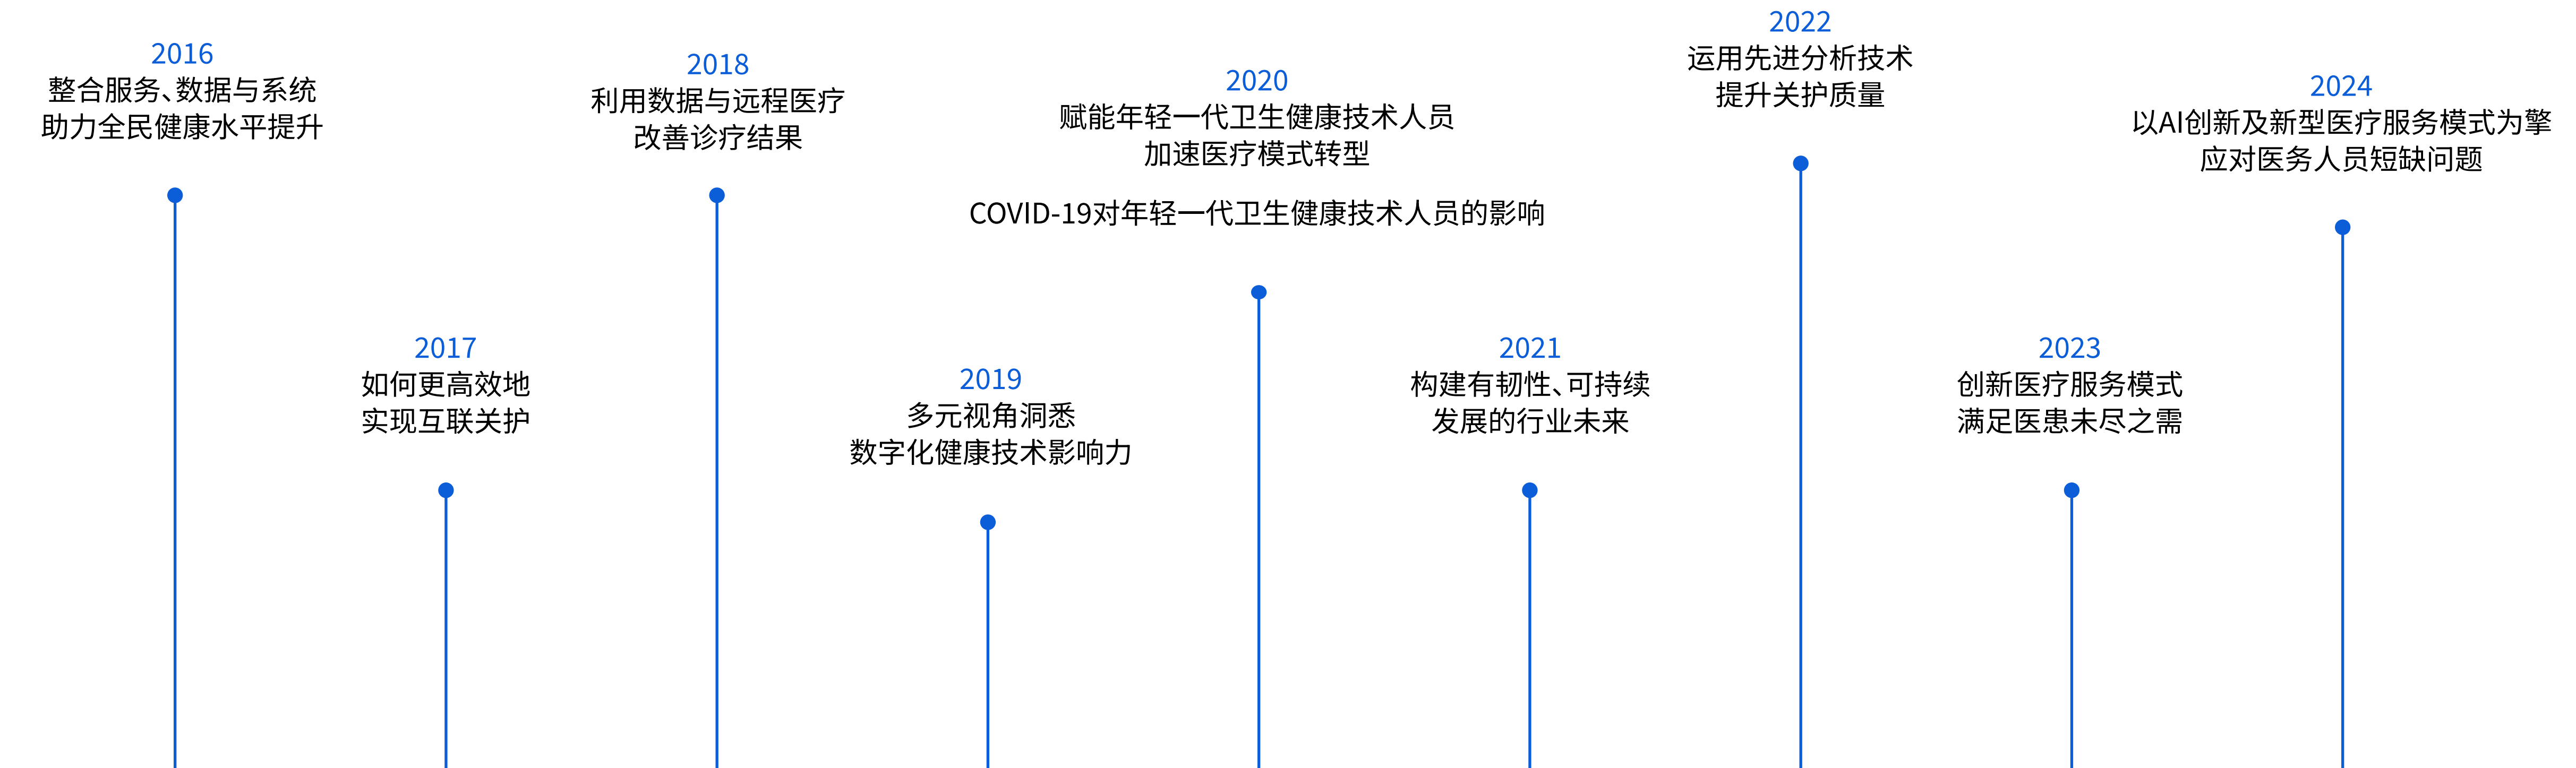 2016
整合服务、数据与系统
助力全民健康水平提升
2017
如何更高效地
实现互联关护
2018
利用数据与远程医疗
改善诊疗结果
2019
多元视角洞悉
数字化健康技术影响力
2020
赋能年轻一代卫生健康技术人员
加速医疗模式转型
COVID-19对年轻一代卫生健康技术人员的影响
2021
构建有韧性、可持续
发展的行业未来
2022
运用先进分析技术
提升关护质量
2023
创新医疗服务模式
满足医患未尽之需
2024
以AI创新及新型医疗服务模式为擎
应对医务人员短缺问题